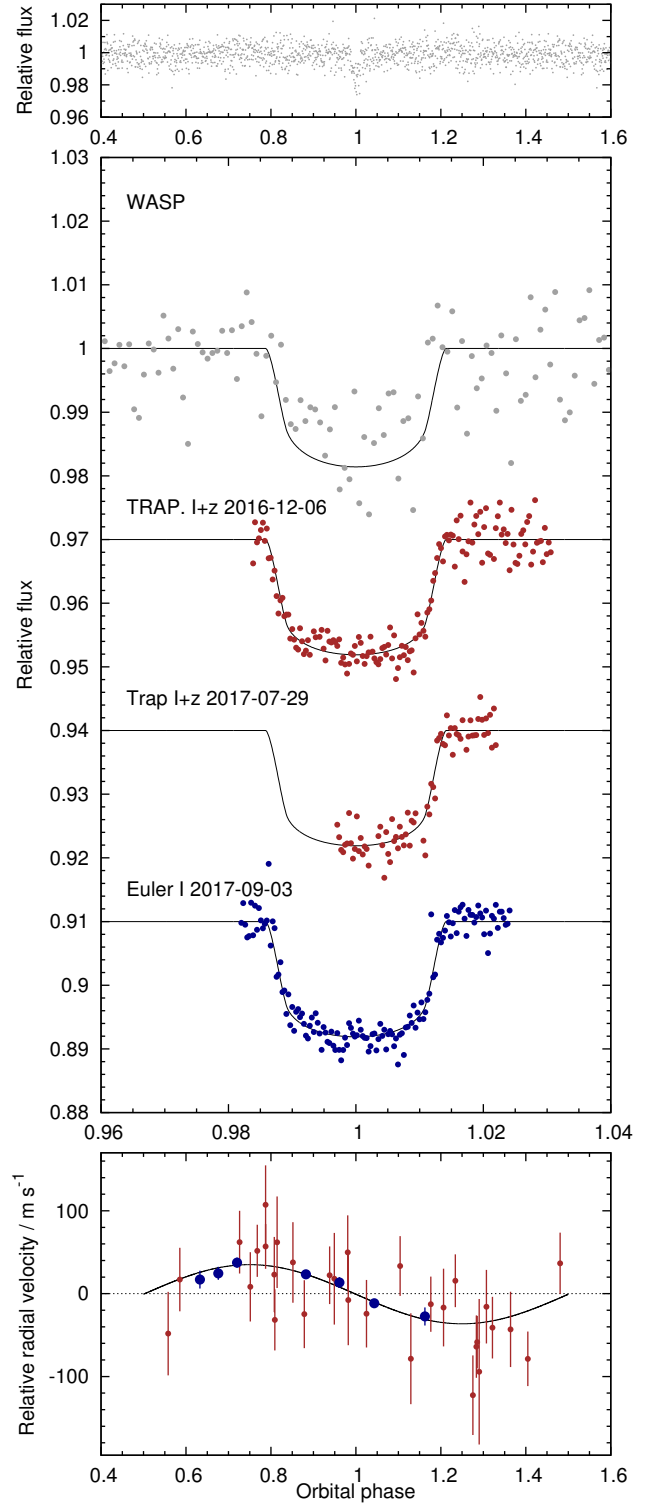 1.02
1
0.98
0.96
Relative flux
0.4 0.6 0.8 1 1.2 1.4 1.6
1.03
1.02
1.01
1
0.99
0.98
0.97
0.96
0.95
0.94
0.93
0.92
0.91
0.9
0.89
0.88
Relative flux
WASP
TRAP. I+z 2016-12-06
Trap I+z 2017-07-29
Euler I 2017-09-03
0.96 0.98 1 1.02 1.04
100
0
-100
Relative radial velocity / m s⁻¹
0.4 0.6 0.8 1.0 1.2 1.4 1.6
Orbital phase